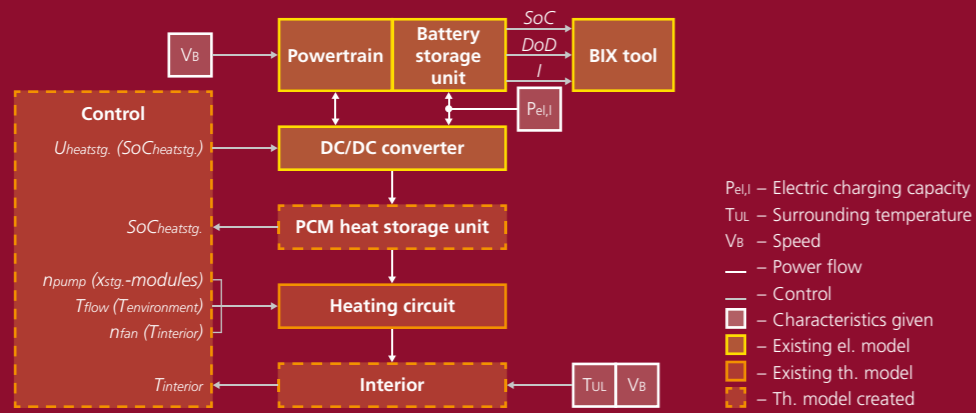 SoC
VB
Powertrain
Battery
storage
unit
DoD
BIX tool
I
Pel,l
Control
Uheatstg. (SoCheatstg.)
DC/DC converter
SoCheatstg.
PCM heat storage unit
npump (xstg.-modules)
Tflow (Tenvironment)
nfan (Tinterior)
Heating circuit
Tinterior
Interior
TUL
VB
Pel,l – Electric charging capacity
TUL – Surrounding temperature
VB – Speed
– Power flow
– Control
– Characteristics given
– Existing el. model
– Existing th. model
– Th. model created